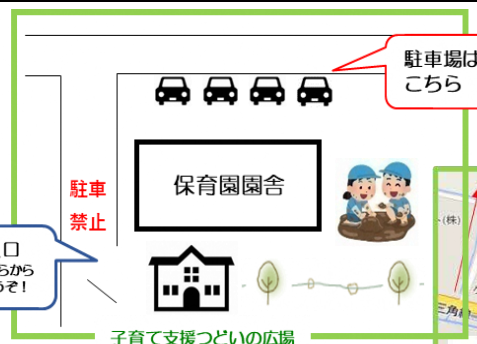 駐車場は
こちら
保育園園舎
駐車
禁止
口
らから
ぞ！
(株)
三角線
子育て支援つどいの広場